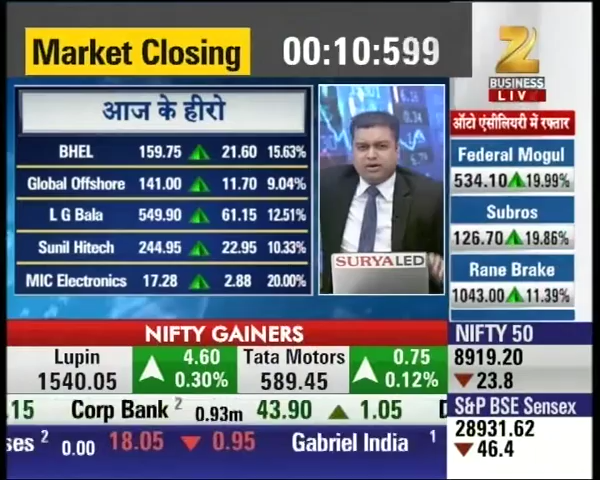 Market Closing 00:10:599
Z
BUSINESS
LIV
आज के हीरो
BHEL 159.75 21.60 15.63%
Global Offshore 141.00 11.70 9.04%
L G Bala 549.90 61.15 12.51%
Sunil Hitech 244.95 22.95 10.33%
MIC Electronics 17.28 2.88 20.00%
SURYA LED
ऑटो एंसीलियरी में रफ्तार
Federal Mogul
534.10 19.99%
Subros
126.70 19.86%
Rane Brake
1043.00 11.39%
NIFTY GAINERS
Lupin 4.60 Tata Motors 0.75
1540.05 0.30% 589.45 0.12%
NIFTY 50
8919.20
23.8
S&P BSE Sensex
28931.62
46.4
.15 Corp Bank 2 0.93m 43.90 1.05
ses 2 0.00 18.05 0.95 Gabriel India 1